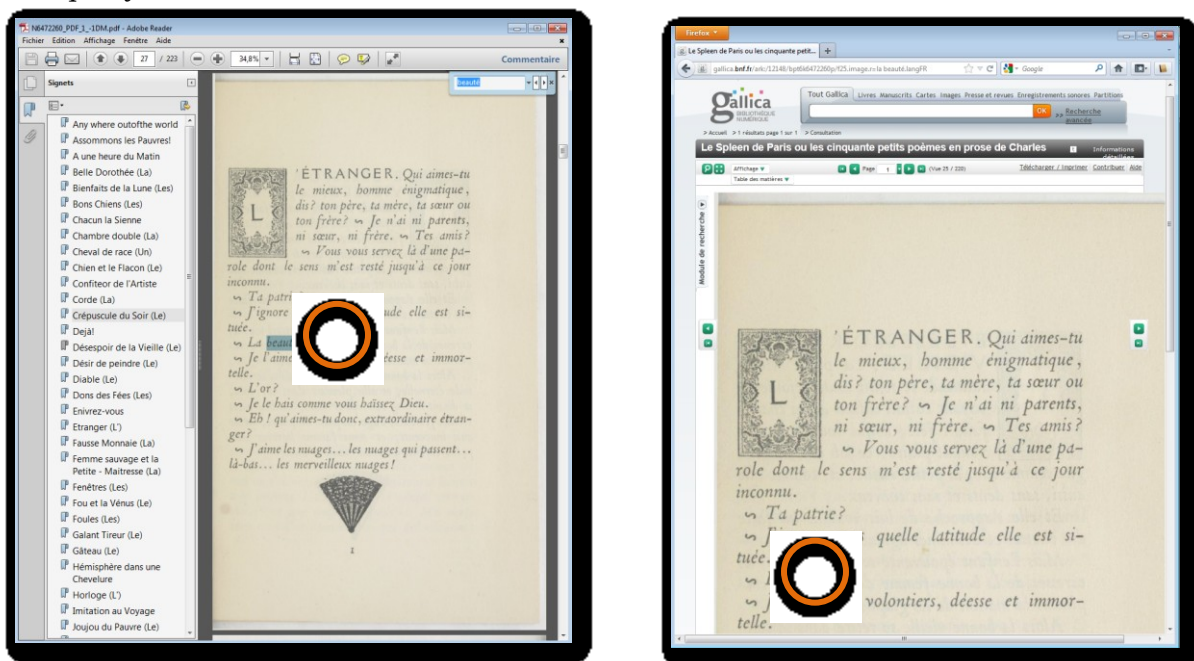 N6472260_PDF_1_-1DM.pdf - Adobe Reader
Fichier Edition Affichage Fenêtre Aide
27 / 223
34,8%
Commentaire
Signets
beauté
Any where outofthe world
Assommons les Pauvres!
A une heure du Matin
Belle Dorothée (La)
Bienfaits de la Lune (Les)
Bons Chiens (Les)
Chacun la Sienne
Chambre double (La)
Cheval de race (Un)
Chien et le Flacon (Le)
Confiteor de l'Artiste
Corde (La)
Crépuscule du Soir (Le)
Dejà!
Désespoir de la Vieille (Le)
Désir de peindre (Le)
Diable (Le)
Dons des Fées (Les)
Enivrez-vous
Etranger (L')
Fausse Monnaie (La)
Femme sauvage et la
Petite - Maitresse (La)
Fenêtres (Les)
Fou et la Vénus (Le)
Foules (Les)
Galant Tireur (Le)
Gâteau (Le)
Hémisphère dans une
Chevelure
Horloge (L')
Imitation au Voyage
Joujou du Pauvre (Le)
L
'ÉTRANGER. Qui aimes-tu
le mieux, homme énigmatique,
dis? ton père, ta mère, ta sœur ou
ton frère? Je n'ai ni parents,
ni sœur, ni frère. Tes amis?
Vous vous servez là d'une pa-
role dont le sens m'est resté jusqu'à ce jour
inconnu.
Ta patri
J'ignore ude elle est si-
tuée.
La beaut
Je l'aime éesse et immor-
telle.
L'or?
Je le hais comme vous haïssez Dieu.
Eh ! qu'aimes-tu donc, extraordinaire étran-
ger?
J'aime les nuages... les nuages qui passent...
là-bas... les merveilleux nuages!
1
Firefox
Le Spleen de Paris ou les cinquante petit...
gallica.bnf.fr/ark:/12148/bpt6k6472260p/f25.image.r=la beauté.langFR
Google
gallica
BIBLIOTHÈQUE
NUMÉRIQUE
Tout Gallica Livres Manuscrits Cartes Images Presse et revues Enregistrements sonores Partitions
OK >> Recherche
avancée
> Accueil > 1 résultats page 1 sur 1 > Consultation
Le Spleen de Paris ou les cinquante petits poèmes en prose de Charles
Informations
détaillées
Affichage
Page 1 (Vue 25 / 220)
Télécharger / Imprimer Contribuer Aide
Table des matières
Module de recherche
L
'ÉTRANGER. Qui aimes-tu
le mieux, homme énigmatique,
dis? ton père, ta mère, ta sœur ou
ton frère? Je n'ai ni parents,
ni sœur, ni frère. Tes amis?
Vous vous servez là d'une pa-
role dont le sens m'est resté jusqu'à ce jour
inconnu.
Ta patrie?
quelle latitude elle est si-
tuée.
volontiers, déesse et immor-
telle.